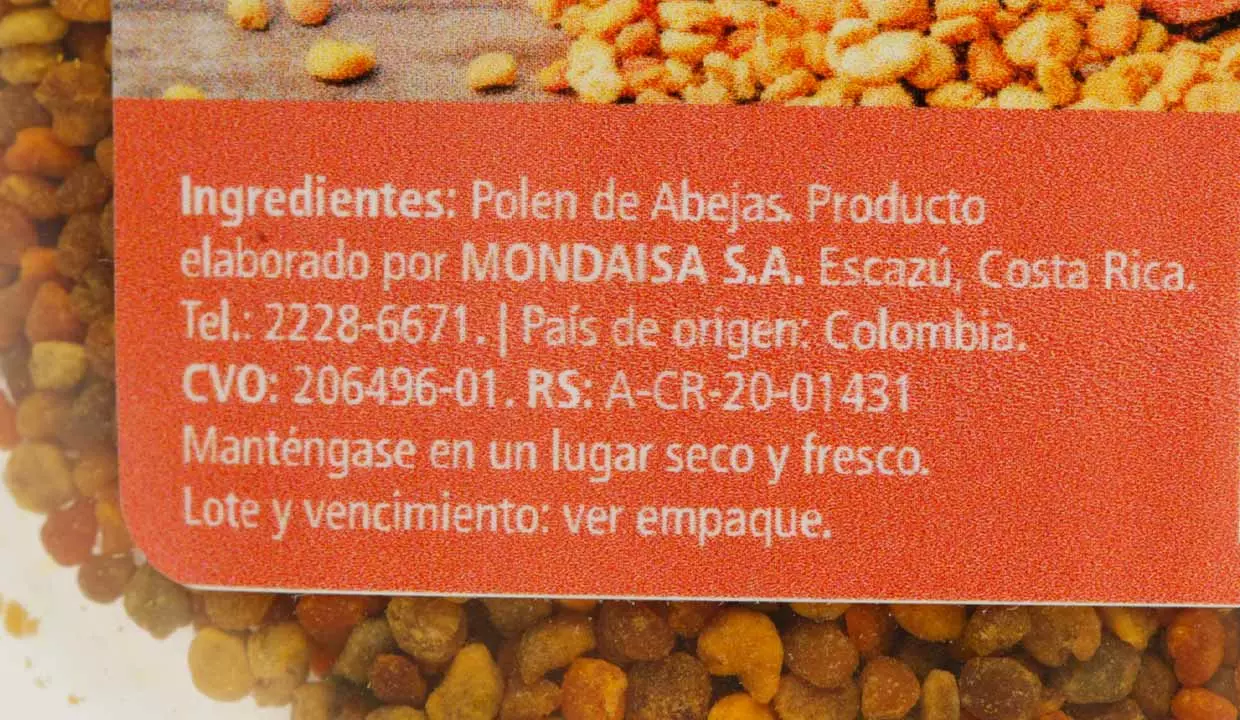 Ingredientes: Polen de Abejas. Producto
elaborado por MONDAISA S.A. Escazú, Costa Rica.
Tel.: 2228-6671. | País de origen: Colombia.
CVO: 206496-01. RS: A-CR-20-01431
Manténgase en un lugar seco y fresco.
Lote y vencimiento: ver empaque.